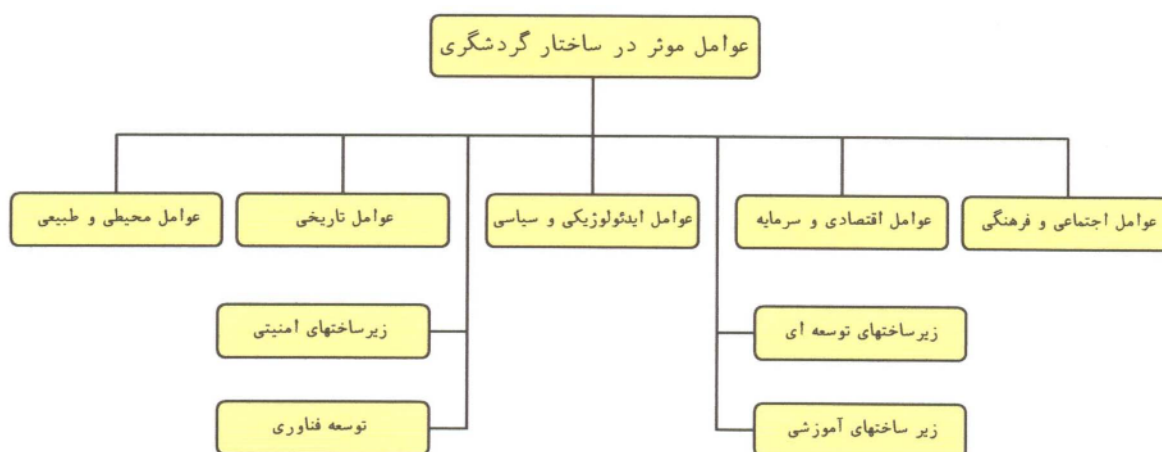 عوامل موثر در ساختار گردشگری
عوامل اجتماعی و فرهنگی
عوامل اقتصادی و سرمایه
عوامل ایدئولوژیکی و سیاسی
عوامل تاریخی
عوامل محیطی و طبیعی
زیرساختهای توسعه ای
زیرساختهای امنیتی
زیر ساختهای آموزشی
توسعه فناوری